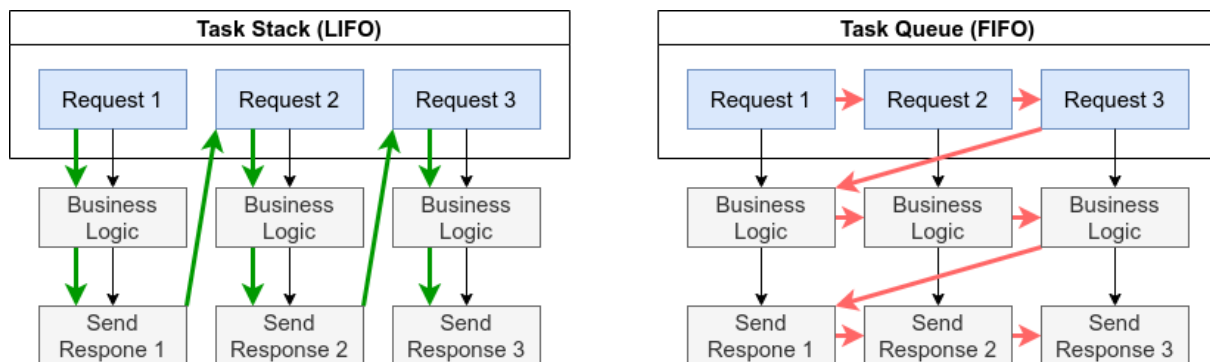 Task Stack (LIFO)
Request 1
Request 2
Request 3
Business
Logic
Business
Logic
Business
Logic
Send
Respone 1
Send
Response 2
Send
Response 3
Task Queue (FIFO)
Request 1
Request 2
Request 3
Business
Logic
Business
Logic
Business
Logic
Send
Respone 1
Send
Response 2
Send
Response 3